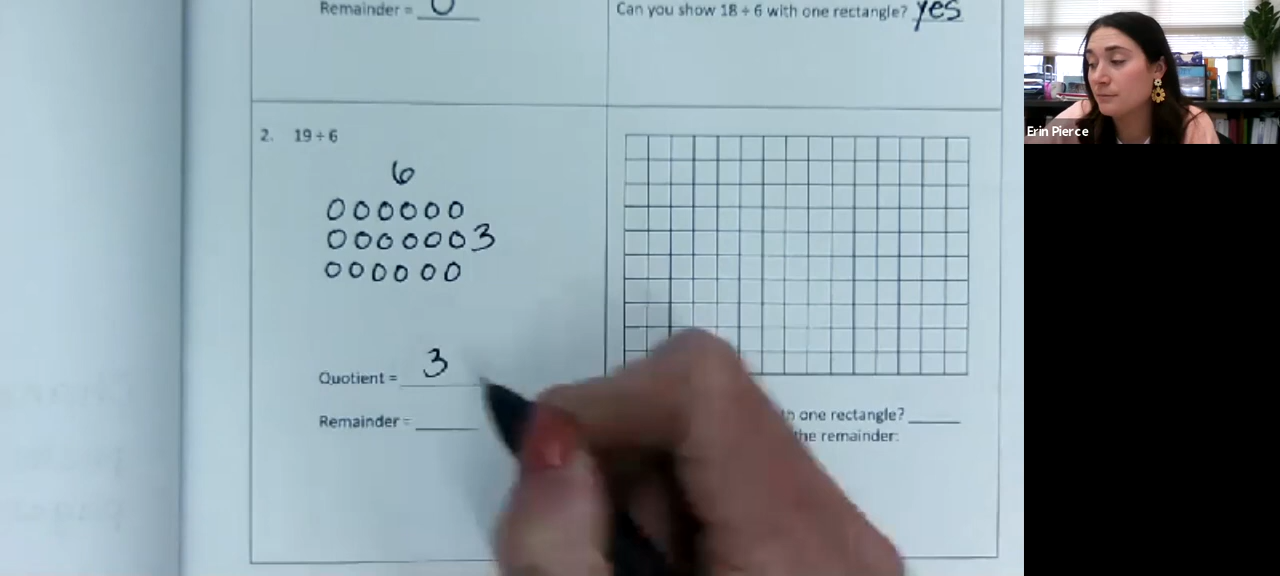 Remainder = 0
Can you show 18 ÷ 6 with one rectangle? yes
2. 19 ÷ 6
6
3
Quotient = 3
Remainder =
one rectangle?
the remainder:
Erin Pierce